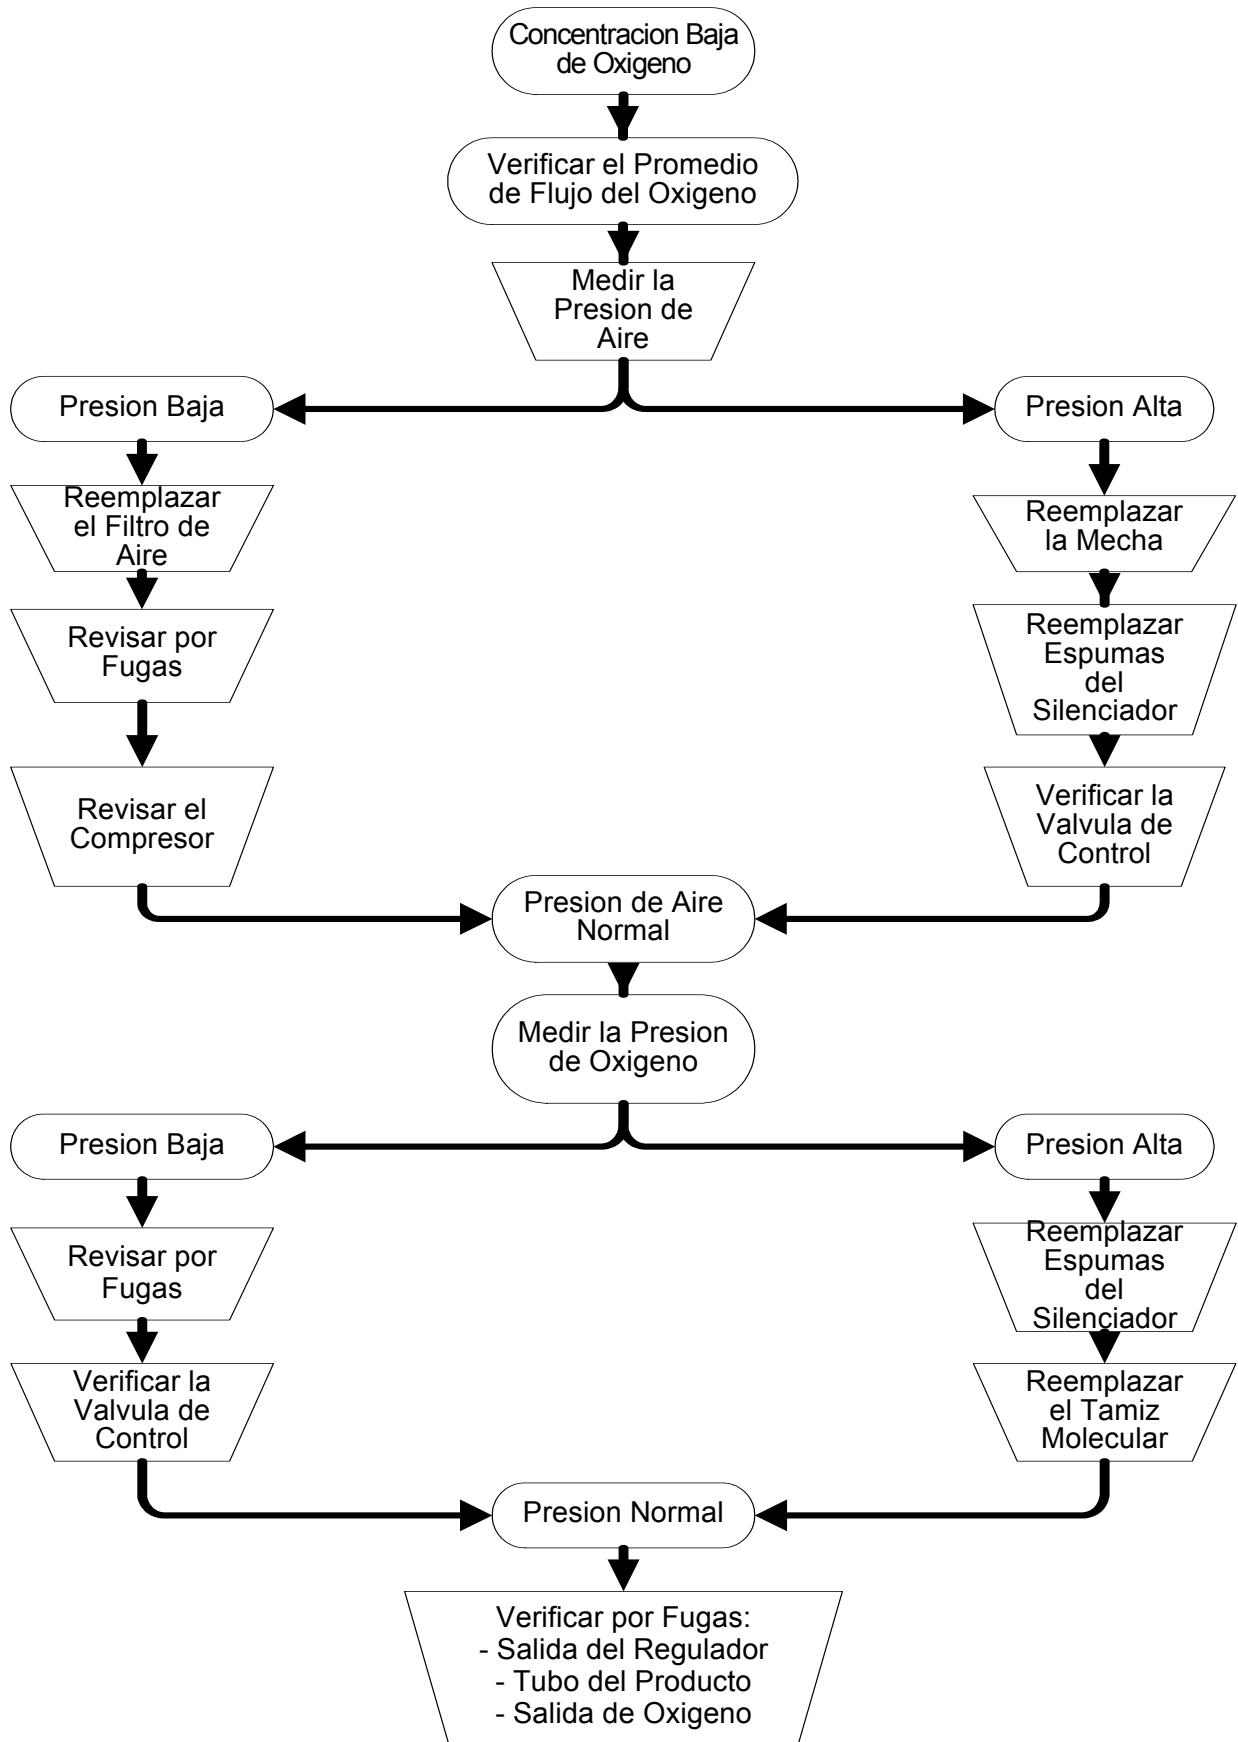 Concentracion Baja
de Oxigeno
Verificar el Promedio
de Flujo del Oxigeno
Medir la
Presion de
Aire
Presion Baja
Presion Alta
Reemplazar
el Filtro de
Aire
Reemplazar
la Mecha
Revisar por
Fugas
Reemplazar
Espumas
del
Silenciador
Revisar el
Compresor
Verificar la
Valvula de
Control
Presion de Aire
Normal
Medir la Presion
de Oxigeno
Presion Baja
Presion Alta
Revisar por
Fugas
Reemplazar
Espumas
del
Silenciador
Verificar la
Valvula de
Control
Reemplazar
el Tamiz
Molecular
Presion Normal
Verificar por Fugas:
- Salida del Regulador
- Tubo del Producto
- Salida de Oxigeno